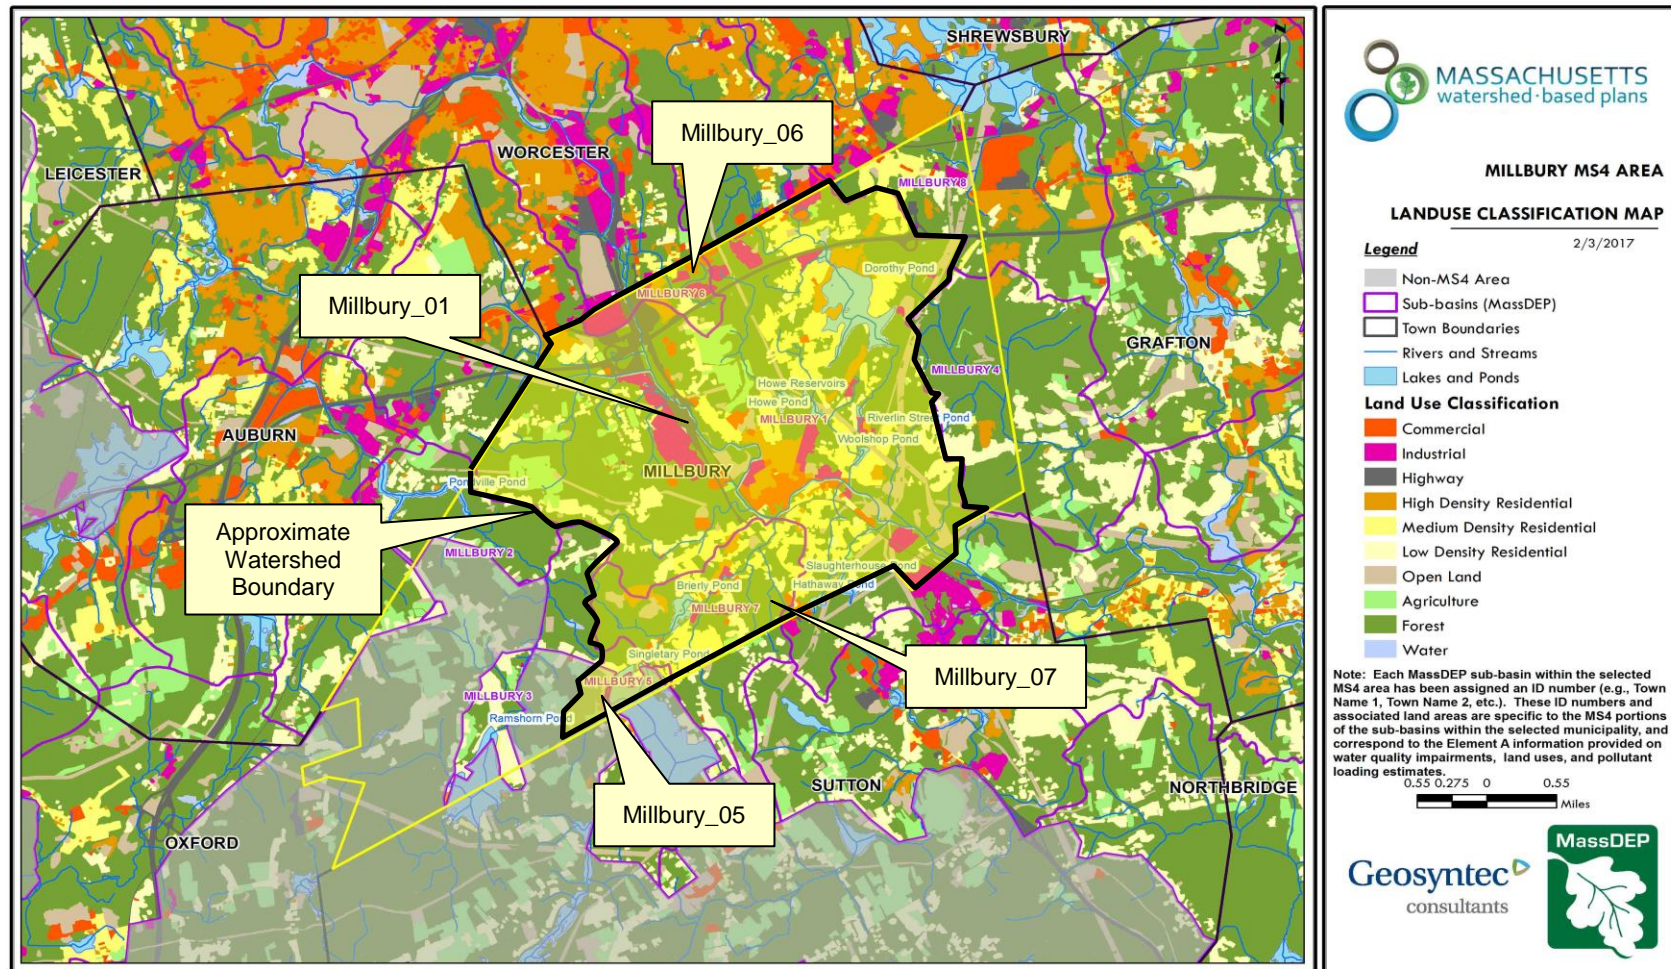 SHREWSBURY
Millbury_06
WORCESTER
LEICESTER
MILLBURY 8
Dorothy Pond
Millbury_01
MILLBURY 6
GRAFTON
MILLBURY 4
Howe Reservoirs
Howe Pond
MILLBURY 1
Riverlin Street Pond
AUBURN
Woolshop Pond
MILLBURY
Pondville Pond
Approximate
Watershed
Boundary
MILLBURY 2
Slaughterhouse Pond
Brierly Pond
Hathaway Pond
MILLBURY 7
Singletary Pond
Millbury_07
MILLBURY 5
MILLBURY 3
Ramshorn Pond
SUTTON
NORTHBRIDGE
Millbury_05
OXFORD
MASSACHUSETTS
watershed·based plans
MILLBURY MS4 AREA
LANDUSE CLASSIFICATION MAP
2/3/2017
Legend
Non-MS4 Area
Sub-basins (MassDEP)
Town Boundaries
Rivers and Streams
Lakes and Ponds
Land Use Classification
Commercial
Industrial
Highway
High Density Residential
Medium Density Residential
Low Density Residential
Open Land
Agriculture
Forest
Water
Note: Each MassDEP sub-basin within the selected
MS4 area has been assigned an ID number (e.g., Town
Name 1, Town Name 2, etc.). These ID numbers and
associated land areas are specific to the MS4 portions
of the sub-basins within the selected municipality, and
correspond to the Element A information provided on
water quality impairments, land uses, and pollutant
loading estimates.
0.55 0.275 0 0.55
Miles
Geosyntec
consultants
MassDEP